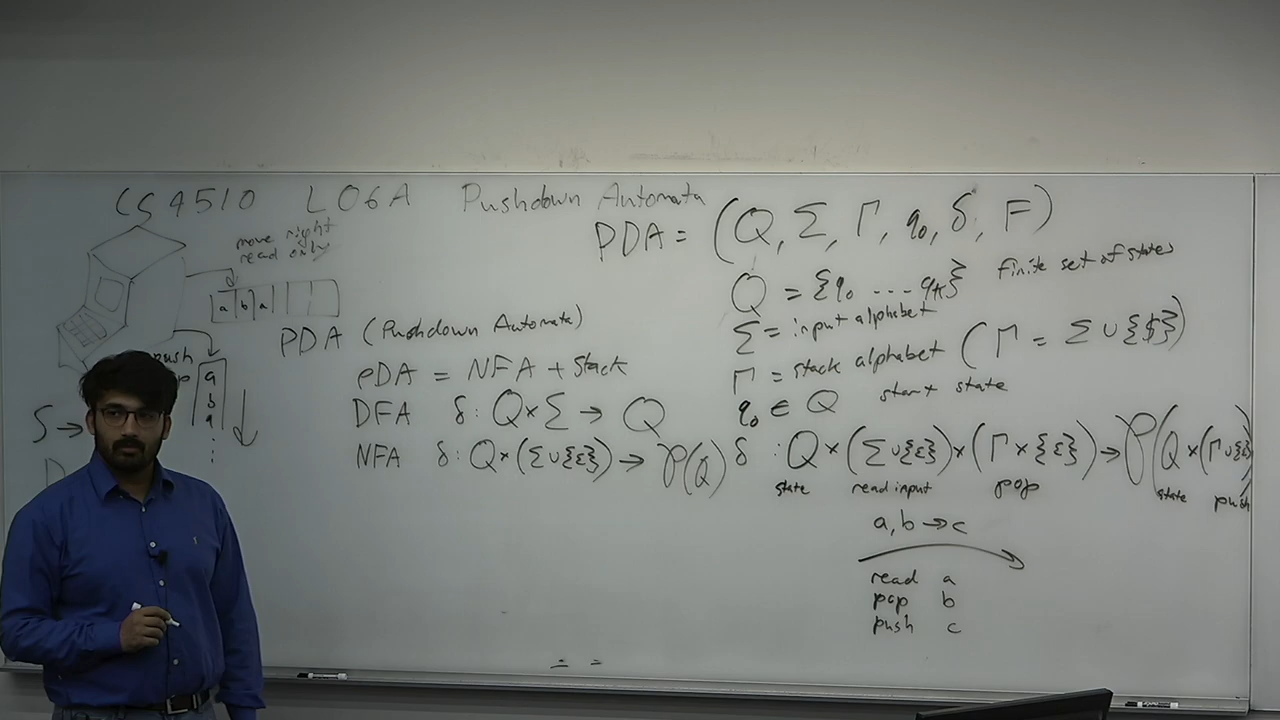 CS4510 L06A Pushdown Automata
move right
read only
a b a
push
a
b
a
⋮
S →
D
PDA (Pushdown Automata)
PDA = NFA + Stack
DFA δ: Q × Σ → Q
NFA δ: Q × (Σ ∪ {ε}) → P(Q)
PDA = (Q, Σ, Γ, q₀, δ, F)
Q = {q₀ ... qₖ} finite set of states
Σ = input alphabet
Γ = stack alphabet (Γ = Σ ∪ {$})
q₀ ∈ Q start state
δ : Q × (Σ ∪ {ε}) × (Γ × {ε}) → P(Q × (Γ ∪ {ε}
state read input pop state push
a, b → c
read a
pop b
push c